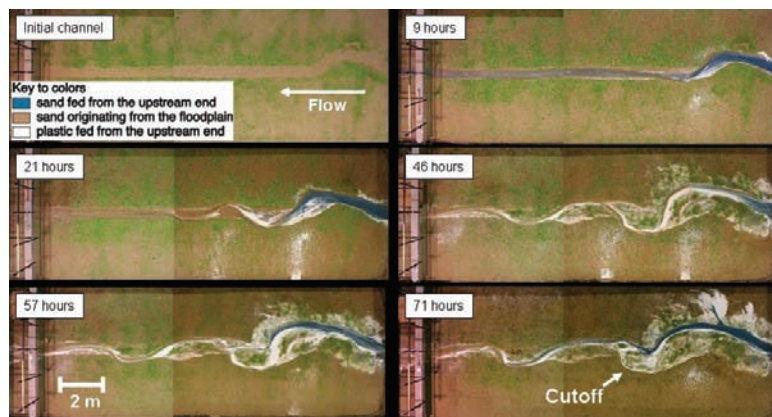 Initial channel
9 hours
Key to colors
sand fed from the upstream end
sand originating from the floodplain
plastic fed from the upstream end
Flow
21 hours
46 hours
57 hours
71 hours
2 m
Cutoff